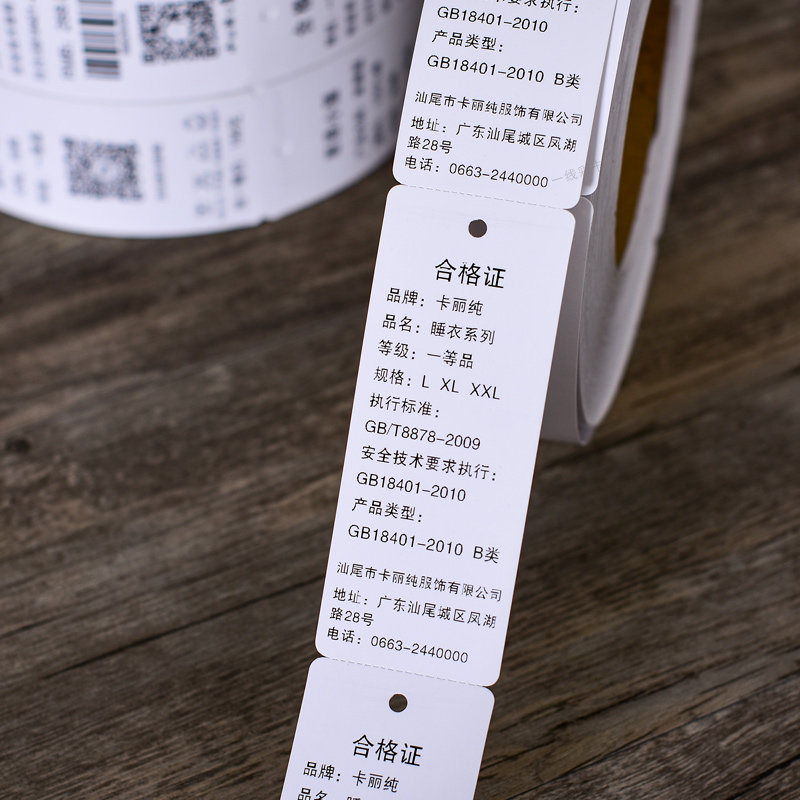 GB18401-2010
产品类型：
GB18401-2010 B类
汕尾市卡丽纯服饰有限公司
地址：广东汕尾城区凤湖
路28号
电话：0663-2440000
合格证
品牌：卡丽纯
品名：睡衣系列
等级：一等品
规格：L XL XXL
执行标准：
GB/T8878-2009
安全技术要求执行：
GB18401-2010
产品类型：
GB18401-2010 B类
汕尾市卡丽纯服饰有限公司
地址：广东汕尾城区凤湖
路28号
电话：0663-2440000
合格证
品牌：卡丽纯
品名：